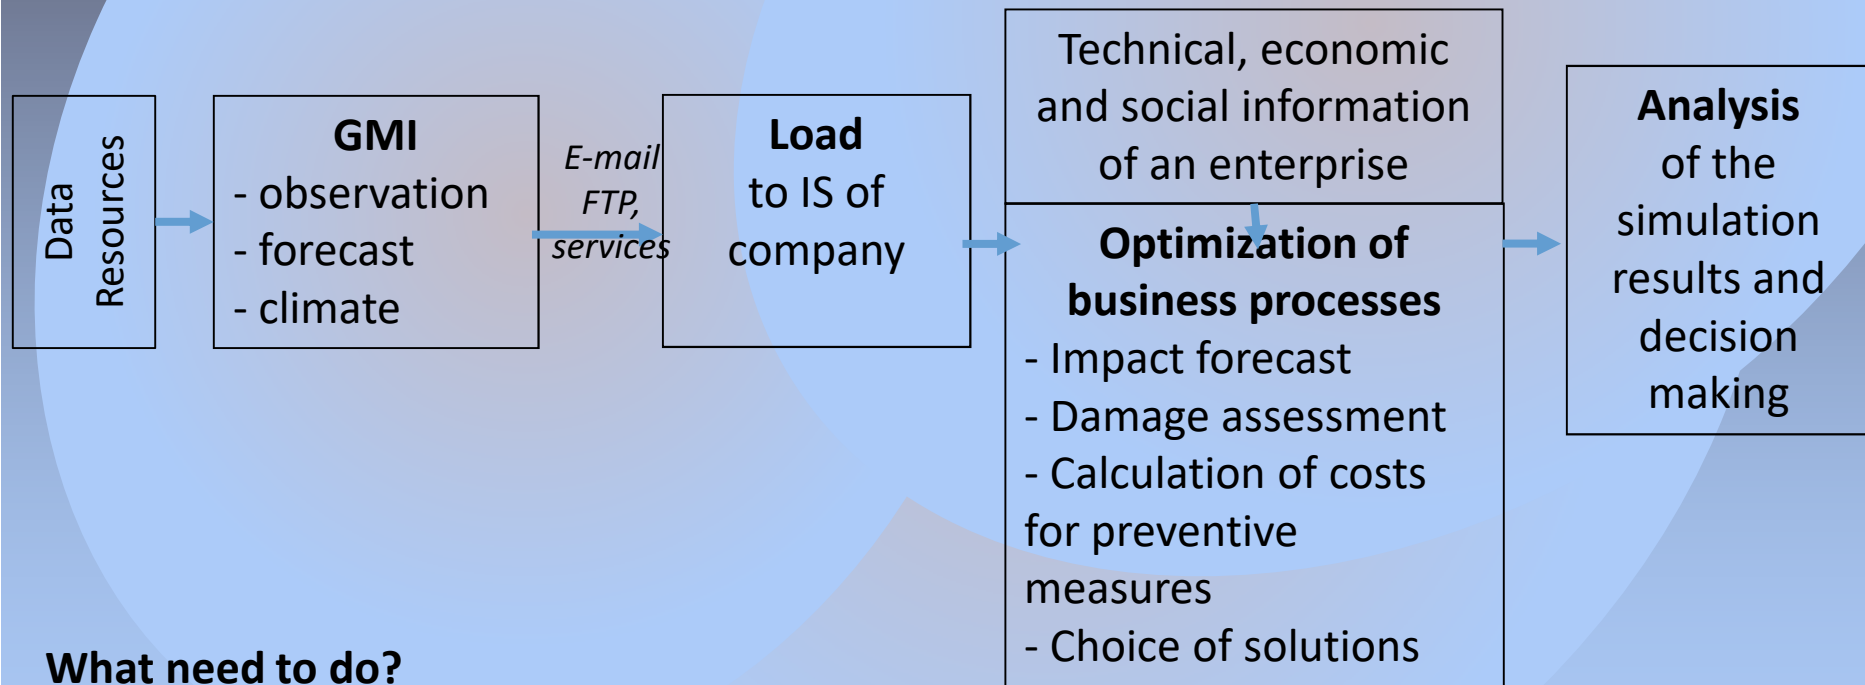 Data
Resources
GMI
- observation
- forecast
- climate
E-mail
FTP,
services
Load
to IS of
company
Technical, economic
and social information
of an enterprise
Optimization of
business processes
- Impact forecast
- Damage assessment
- Calculation of costs
for preventive
measures
- Choice of solutions
Analysis
of the
simulation
results and
decision
making
What need to do?